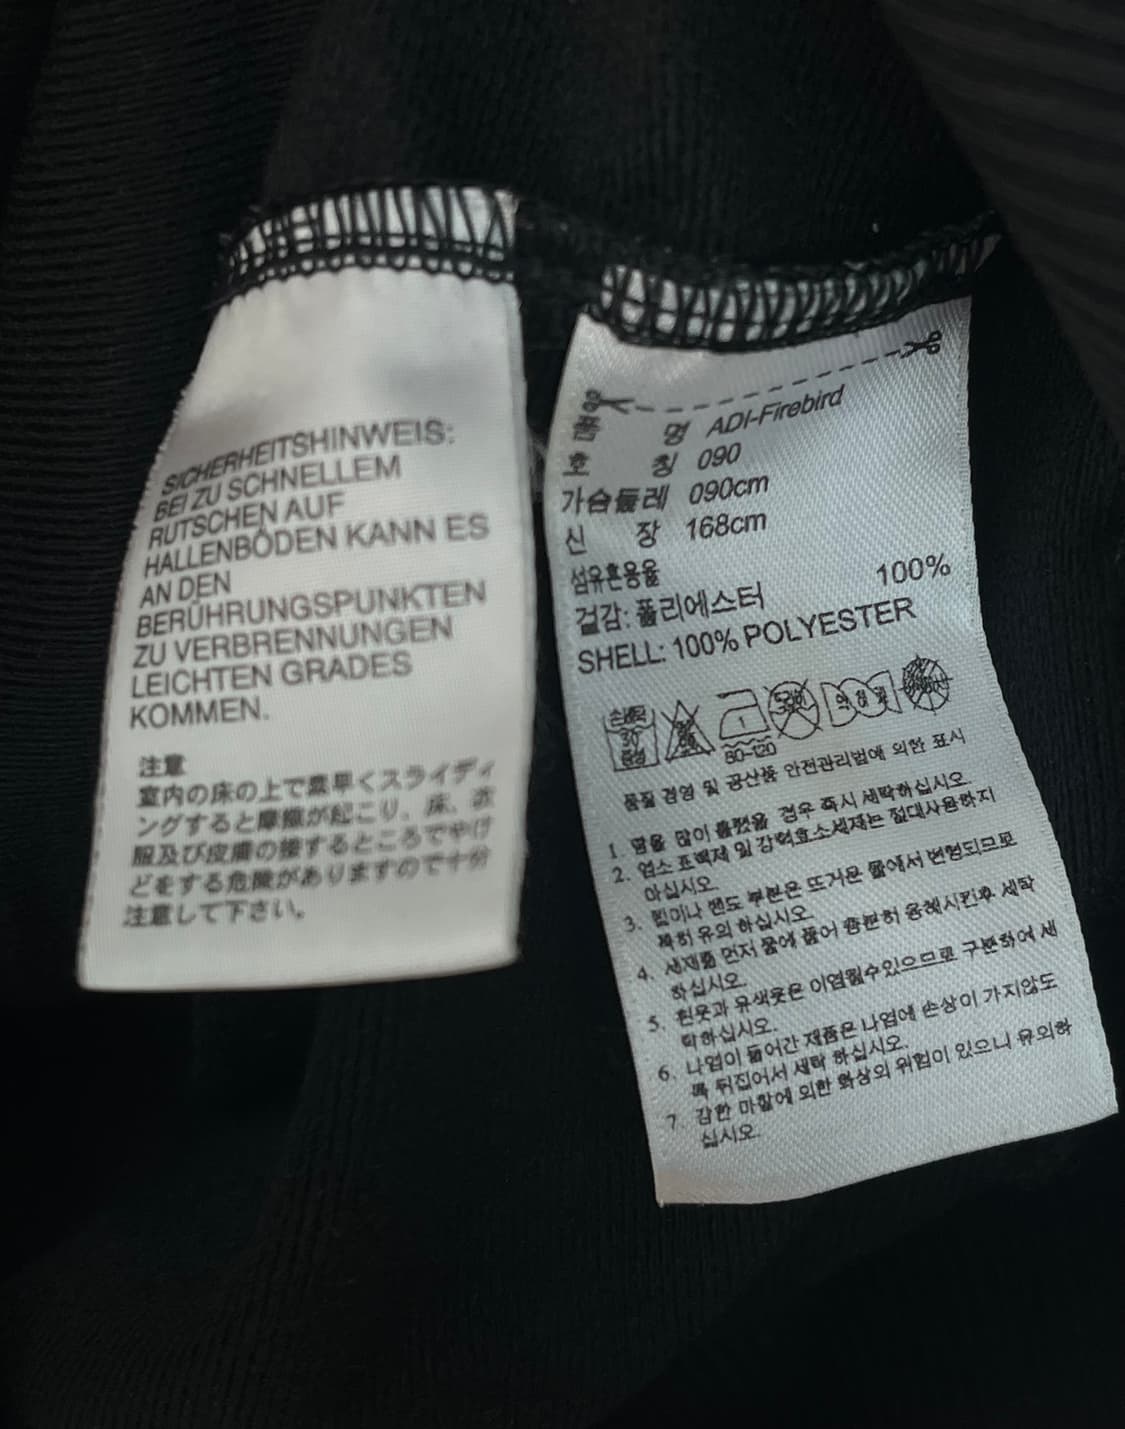 SICHERHEITSHINWEIS:
BEI ZU SCHNELLEM
RUTSCHEN AUF
HALLENBÖDEN KANN ES
AN DEN
BERÜHRUNGSPUNKTEN
ZU VERBRENNUNGEN
LEICHTEN GRADES
KOMMEN.
注意
室内の床の上で素早くスライディ
ングすると摩擦が起こり、床、衣
服及び皮膚の接するところでやけ
どをする危険がありますので十分
注意して下さい。
품 명 ADI-Firebird
호 칭 090
가슴둘레 090cm
신 장 168cm
섬유혼용율
겉감: 폴리에스터 100%
SHELL: 100% POLYESTER
손세탁
30
중성
80~120
품질 경영 및 공산품 안전관리법에 의한 표시
1. 땀을 많이 흘렸을 경우 즉시 세탁하십시오.
2. 염소 표백제 및 강력효소세제는 절대사용하지
마십시오.
3. 립이나 밴드 부분은 뜨거운 물에서 변형되므로
특히 유의 하십시오.
4. 세제를 먼저 물에 풀어 충분히 용해시킨후 세탁
하십시오.
5. 흰옷과 유색옷은 이염될수있으므로 구분하여 세
탁하십시오.
6. 나염이 들어간 제품은 나염에 손상이 가지않도
록 뒤집어서 세탁 하십시오.
7. 강한 마찰에 의한 화상의 위험이 있으니 유의하
십시오.